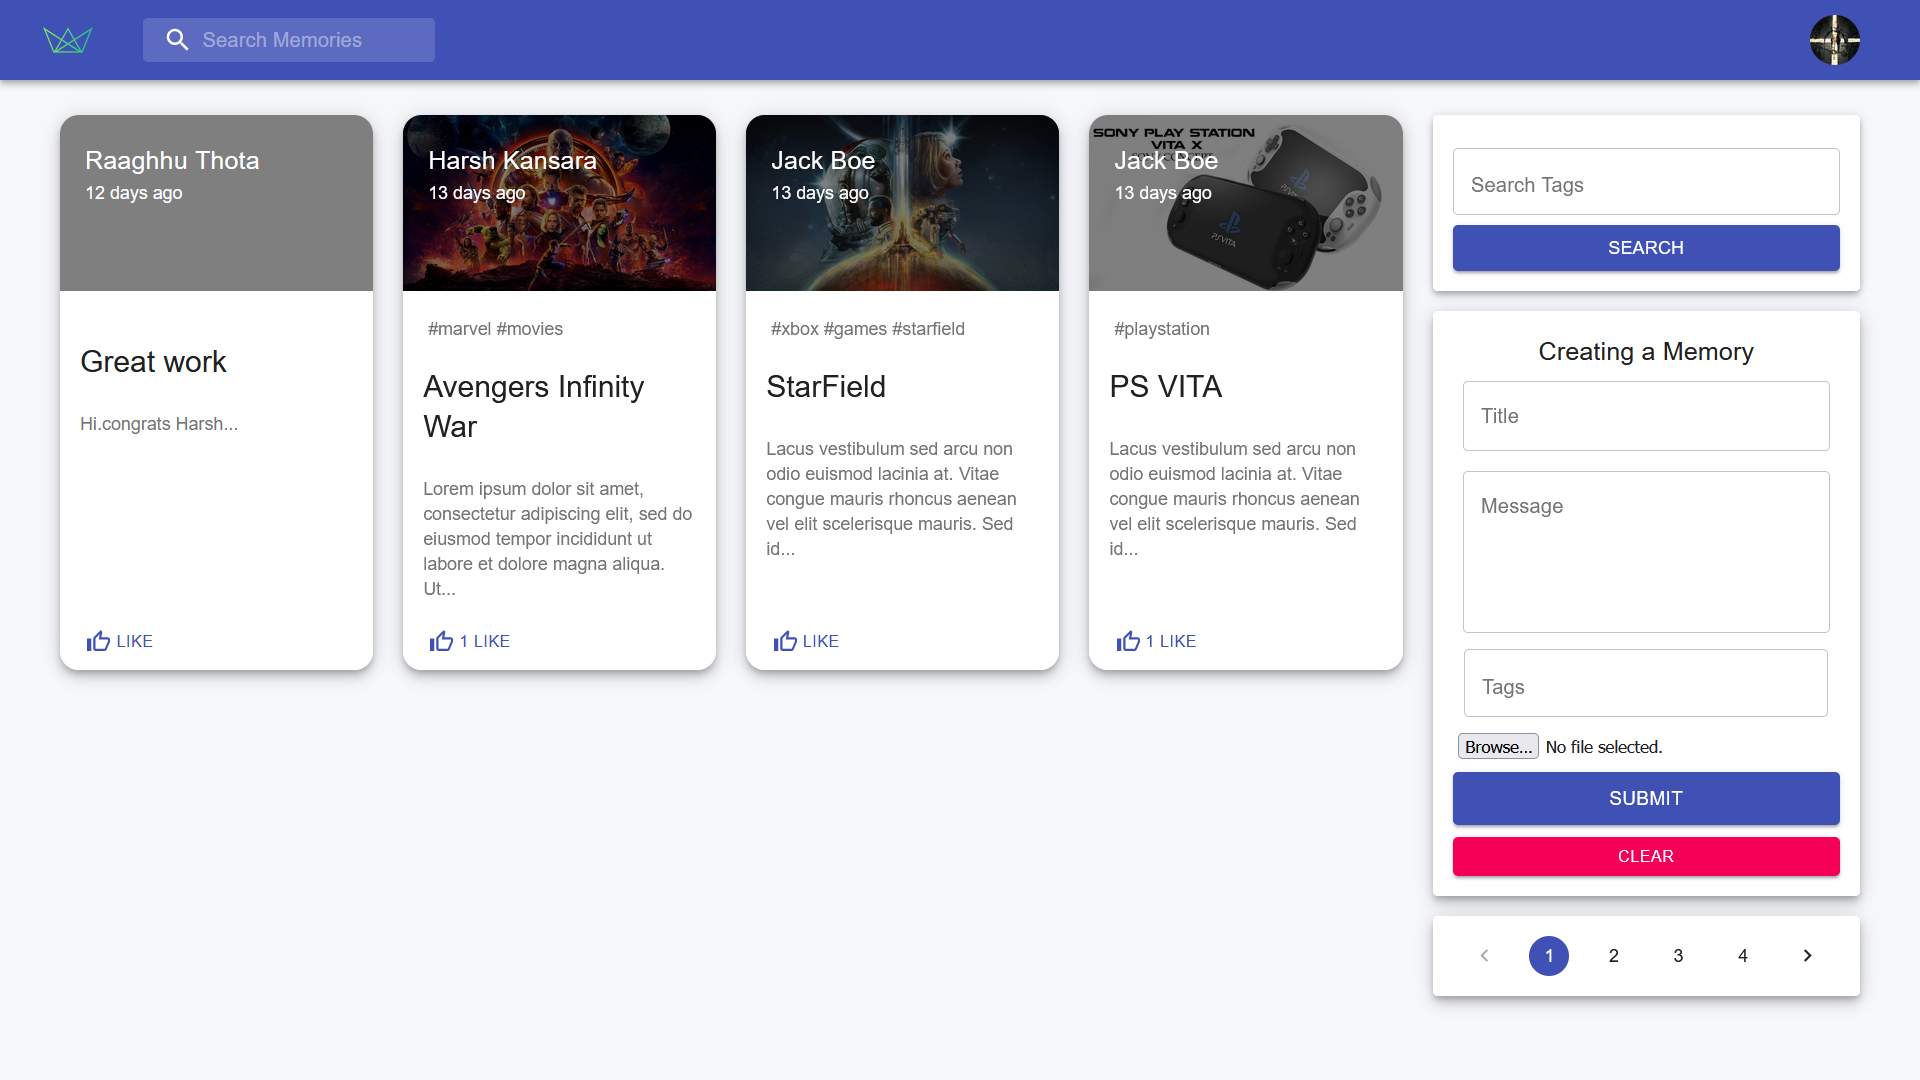 Search Memories
Raaghhu Thota
12 days ago
Great work
Hi.congrats Harsh...
LIKE
Harsh Kansara
13 days ago
#marvel #movies
Avengers Infinity
War
Lorem ipsum dolor sit amet,
consectetur adipiscing elit, sed do
eiusmod tempor incididunt ut
labore et dolore magna aliqua.
Ut...
1 LIKE
Jack Boe
13 days ago
#xbox #games #starfield
StarField
Lacus vestibulum sed arcu non
odio euismod lacinia at. Vitae
congue mauris rhoncus aenean
vel elit scelerisque mauris. Sed
id...
LIKE
SONY PLAY STATION
VITA X
Jack Boe
13 days ago
PSVITA
#playstation
PS VITA
Lacus vestibulum sed arcu non
odio euismod lacinia at. Vitae
congue mauris rhoncus aenean
vel elit scelerisque mauris. Sed
id...
1 LIKE
Search Tags
SEARCH
Creating a Memory
Title
Message
Tags
Browse... No file selected.
SUBMIT
CLEAR
1 2 3 4